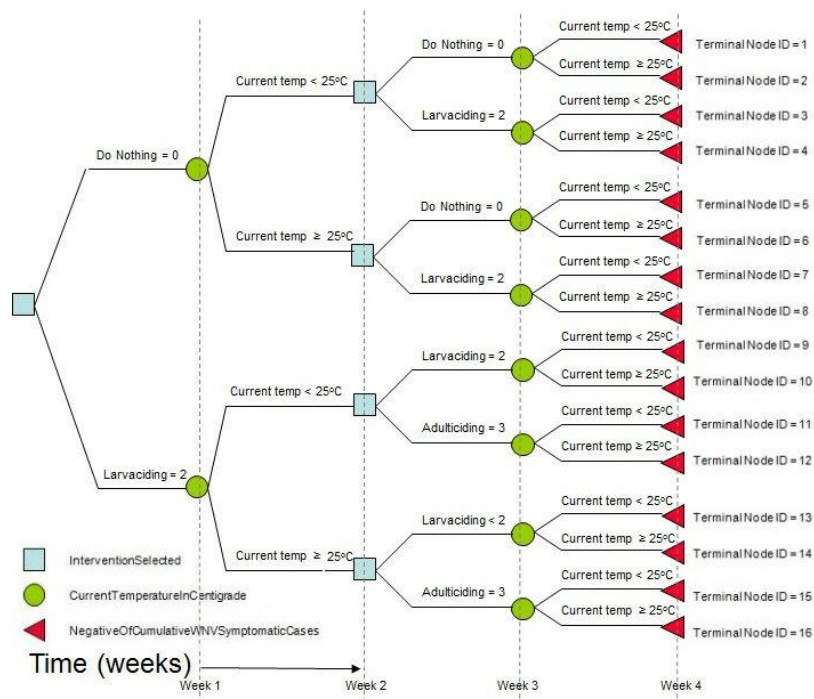 Current temp < 25°C
Do Nothing = 0
Terminal Node ID = 1
Current temp ≥ 25°C
Current temp < 25°C
Terminal Node ID = 2
Current temp < 25°C
Larvaciding = 2
Terminal Node ID = 3
Current temp ≥ 25°C
Do Nothing = 0
Terminal Node ID = 4
Current temp < 25°C
Do Nothing = 0
Terminal Node ID = 5
Current temp ≥ 25°C
Current temp ≥ 25°C
Terminal Node ID = 6
Current temp < 25°C
Larvaciding = 2
Terminal Node ID = 7
Current temp ≥ 25°C
Terminal Node ID = 8
Current temp < 25°C
Larvaciding = 2
Terminal Node ID = 9
Current temp ≥ 25°C
Current temp < 25°C
Terminal Node ID = 10
Current temp < 25°C
Adulticiding = 3
Terminal Node ID = 11
Current temp ≥ 25°C
Terminal Node ID = 12
Larvaciding = 2
Current temp < 25°C
Larvaciding < 2
Terminal Node ID = 13
Current temp ≥ 25°C
Current temp ≥ 25°C
Terminal Node ID = 14
Current temp < 25°C
Adulticiding = 3
Terminal Node ID = 15
Current temp ≥ 25°C
Terminal Node ID = 16
InterventionSelected
CurrentTemperatureInCentigrade
NegativeOfCumulativeWNVSymptomaticCases
Time (weeks)
Week 1
Week 2
Week 3
Week 4